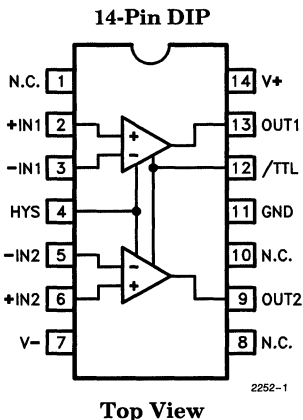 14-Pin DIP
N.C. 1 14 V+
+IN1 2 + 13 OUT1
−IN1 3 − 12 /TTL
HYS 4 11 GND
−IN2 5 − 10 N.C.
+IN2 6 + 9 OUT2
V− 7 8 N.C.
2252–1
Top View